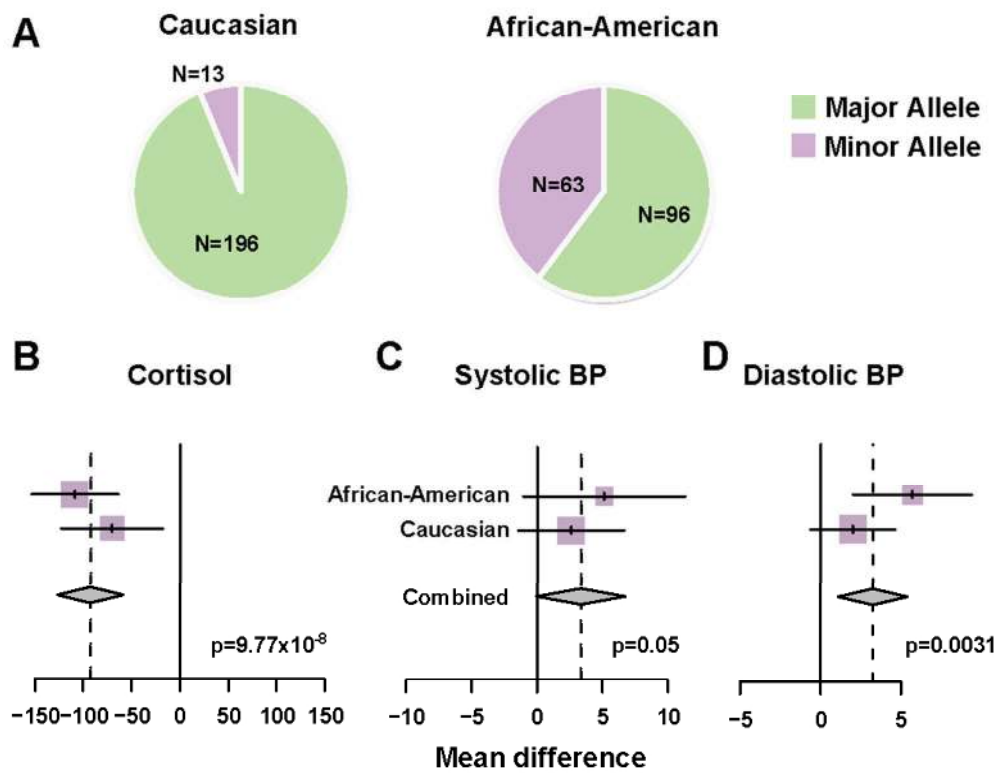 A
Caucasian
African-American
N=13
N=196
N=63
N=96
Major Allele
Minor Allele
B
Cortisol
C
Systolic BP
D
Diastolic BP
African-American
Caucasian
Combined
p=9.77x10⁻⁸
p=0.05
p=0.0031
−150 −100 −50 0 50 100 150
−10 −5 0 5 10
−5 0 5
Mean difference